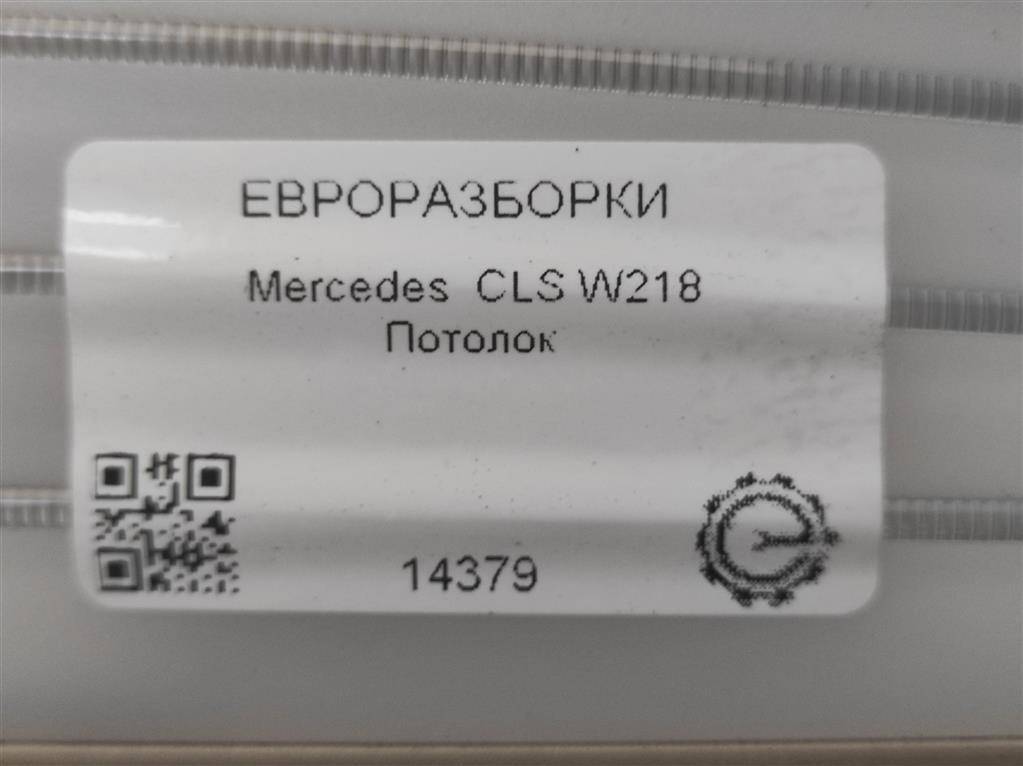 ЕВРОРАЗБОРКИ
Mercedes CLS W218
Потолок
14379